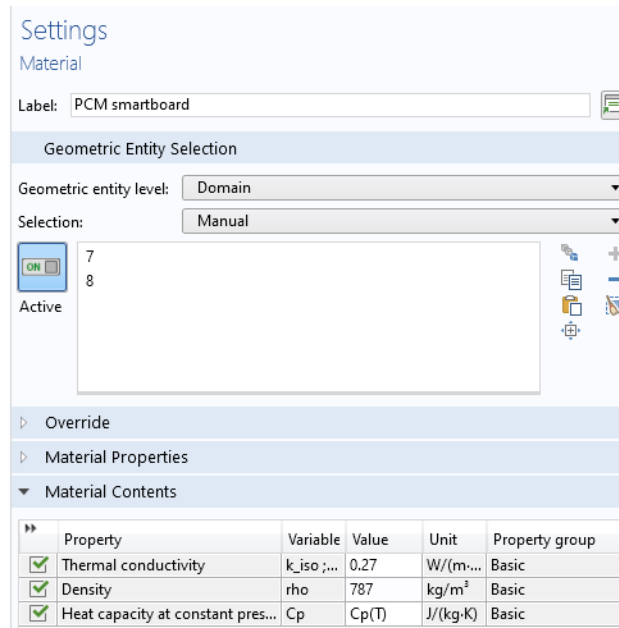 Settings
Material
Label: PCM smartboard
Geometric Entity Selection
Geometric entity level: Domain
Selection: Manual
ON 7
8
Active
Override
Material Properties
Material Contents
Property Variable Value Unit Property group
Thermal conductivity k_iso ;... 0.27 W/(m·... Basic
Density rho 787 kg/m³ Basic
Heat capacity at constant pres... Cp Cp(T) J/(kg·K) Basic